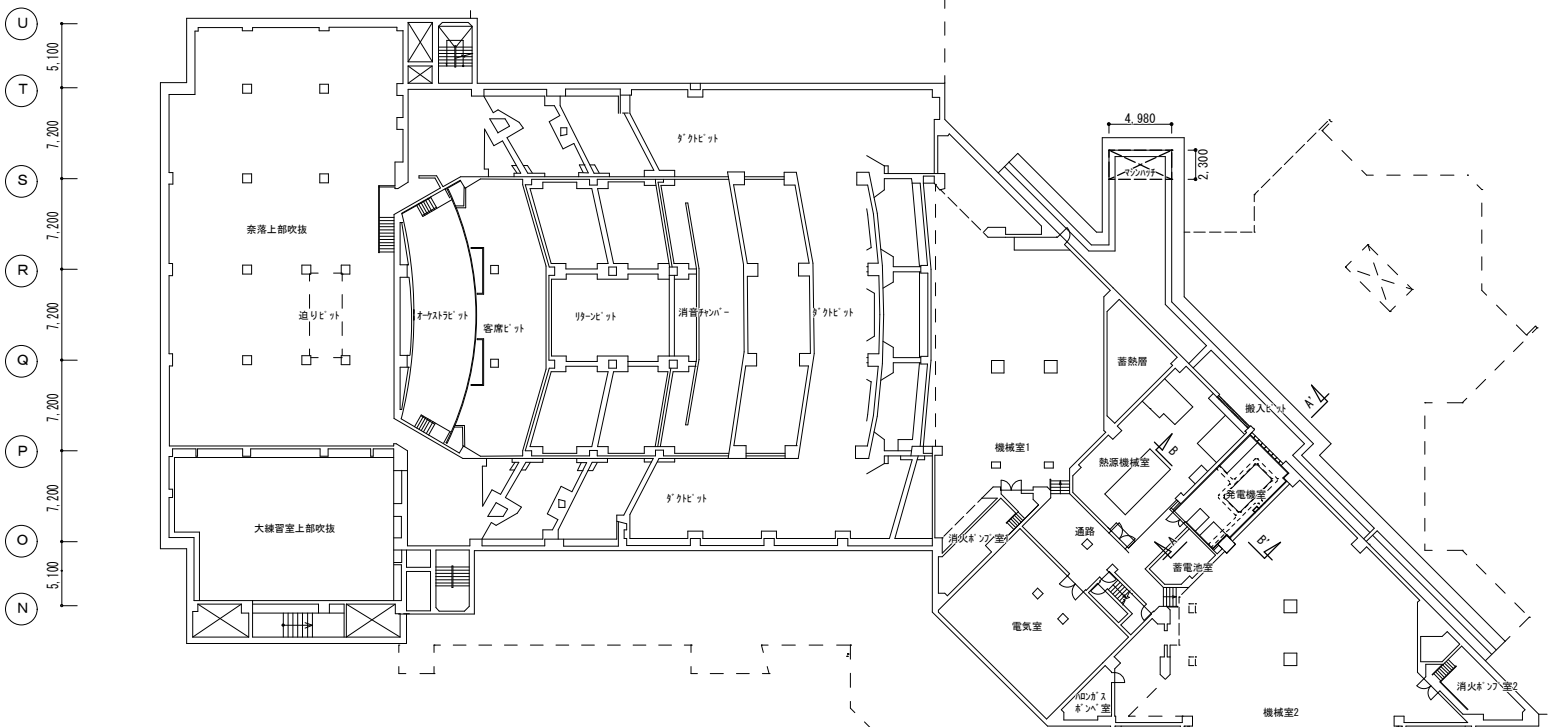 U
5,100
T
7,200
S
7,200
R
7,200
Q
7,200
P
7,200
O
5,100
N
ダクトピット
4,980
2,300
マシンハッチ
奈落上部吹抜
迫りピット
オーケストラピット
客席ピット
リターンピット
消音チャンバー
ダクトピット
蓄熱層
搬入ピット
A'
機械室1
熱源機械室
B
発電機室
ダクトピット
大練習室上部吹抜
消火ポンプ室1
通路
A
B'
蓄電池室
電気室
ハロンガス
ボンベ室
機械室2
消火ポンプ室2